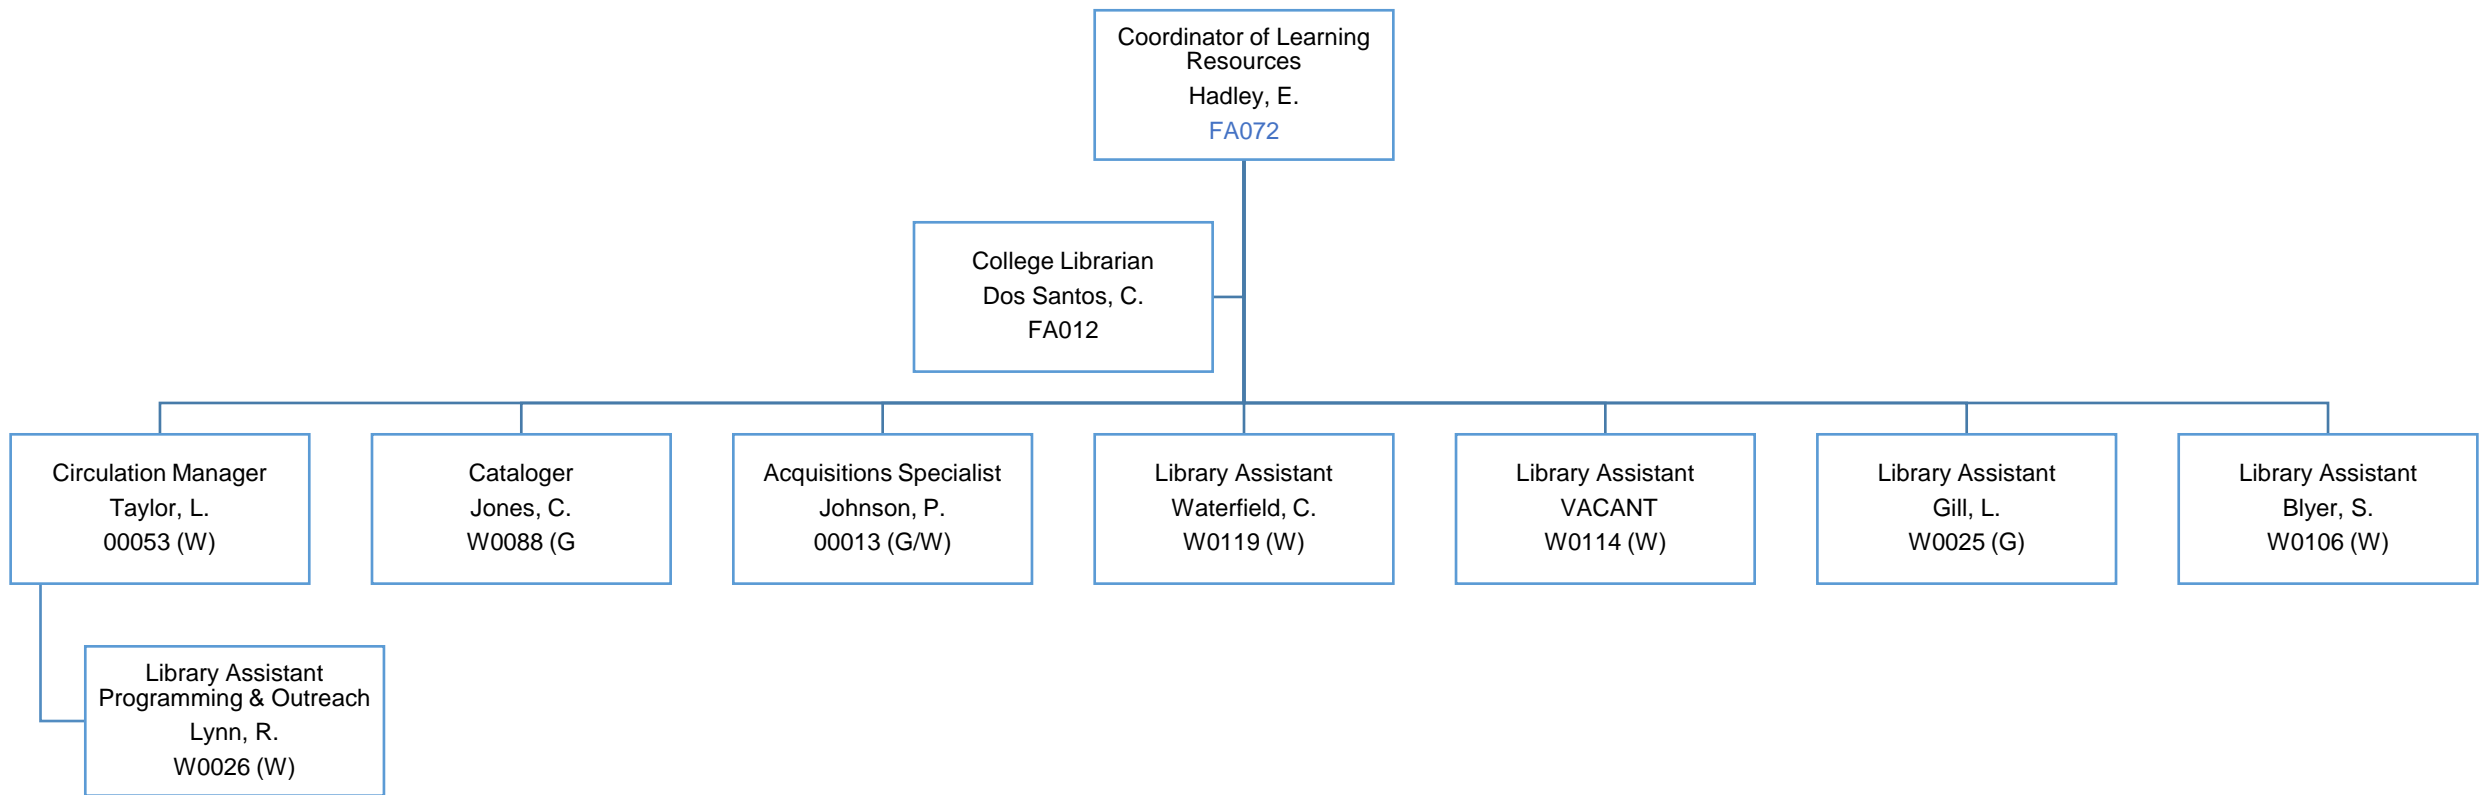 Coordinator of Learning
Resources
Hadley, E.
FA072
College Librarian
Dos Santos, C.
FA012
Circulation Manager
Taylor, L.
00053 (W)
Cataloger
Jones, C.
W0088 (G
Acquisitions Specialist
Johnson, P.
00013 (G/W)
Library Assistant
Waterfield, C.
W0119 (W)
Library Assistant
VACANT
W0114 (W)
Library Assistant
Gill, L.
W0025 (G)
Library Assistant
Blyer, S.
W0106 (W)
Library Assistant
Programming & Outreach
Lynn, R.
W0026 (W)